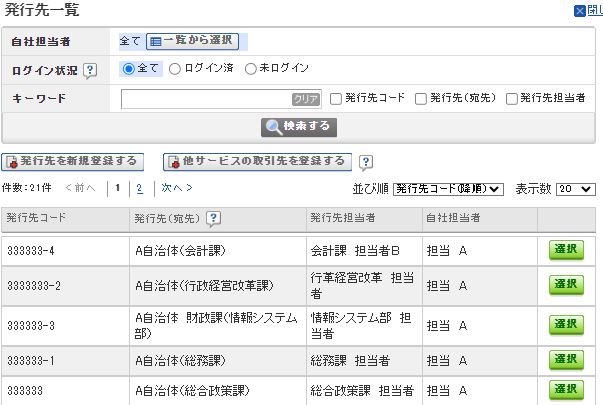 発行先一覧
閉じ
自社担当者 全て 一覧から選択
ログイン状況 ? 全て ログイン済 未ログイン
キーワード クリア 発行先コード 発行先(宛先) 発行先担当者
検索する
発行先を新規登録する 他サービスの取引先を登録する ?
件数:21件 <前へ 1 2 次へ> 並び順 発行先コード(降順) 表示数 20
発行先コード 発行先(宛先) ? 発行先担当者 自社担当者
333333-4 A自治体(会計課) 会計課 担当者B 担当 A 選択
3333333-2 A自治体(行政経営改革課) 行革経営改革 担当者 担当 A 選択
333333-3 A自治体 財政課(情報システム部) 情報システム部 担当者 担当 A 選択
333333-1 A自治体(総務課) 総務課 担当者 担当 A 選択
333333 A自治体(総合政策課) 総合政策課 担当者 担当 A 選択